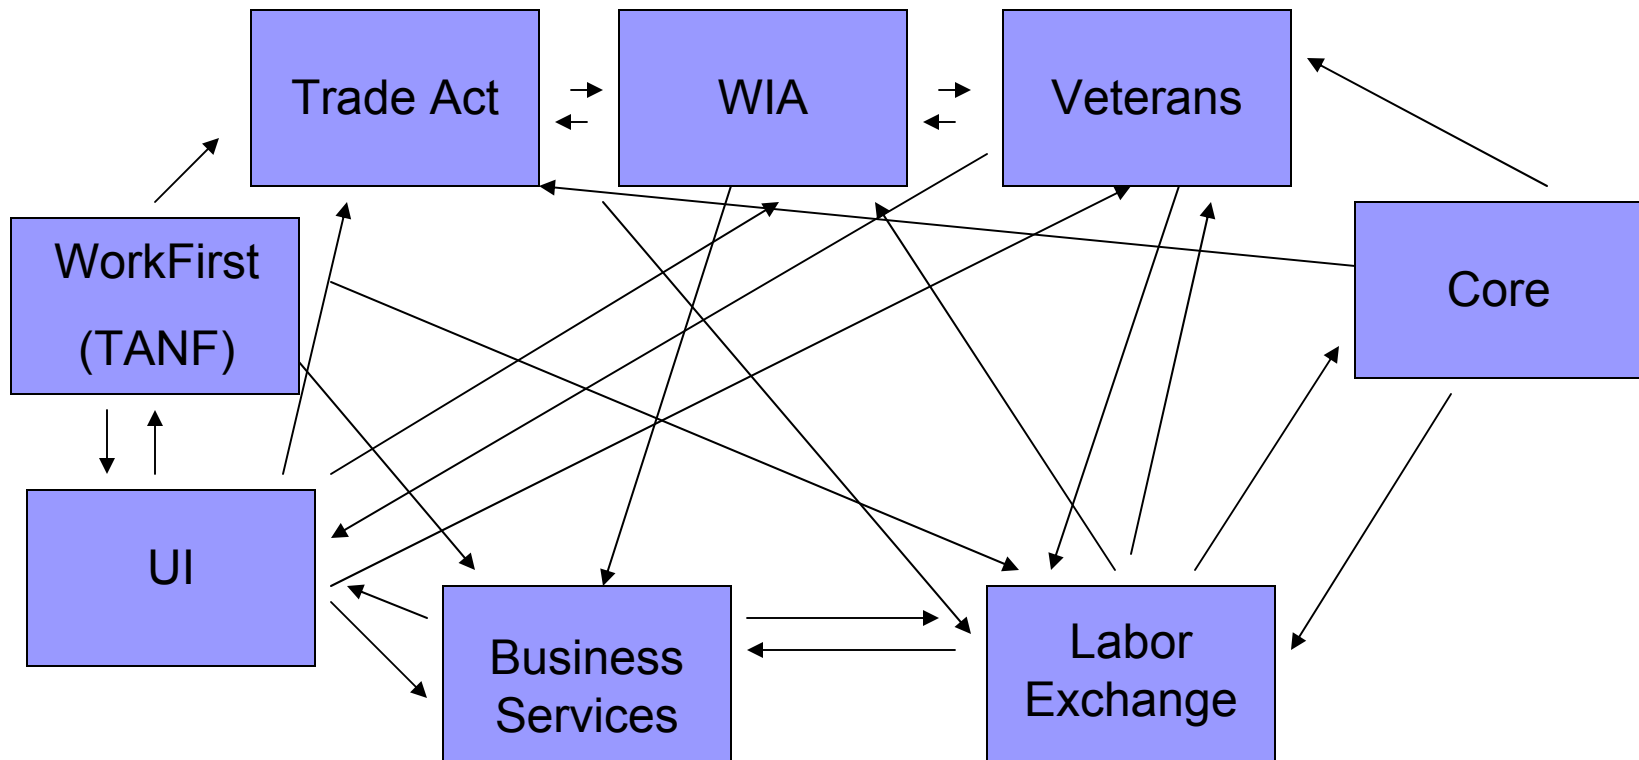 Trade Act
WIA
Veterans
WorkFirst
(TANF)
Core
UI
Business
Services
Labor
Exchange